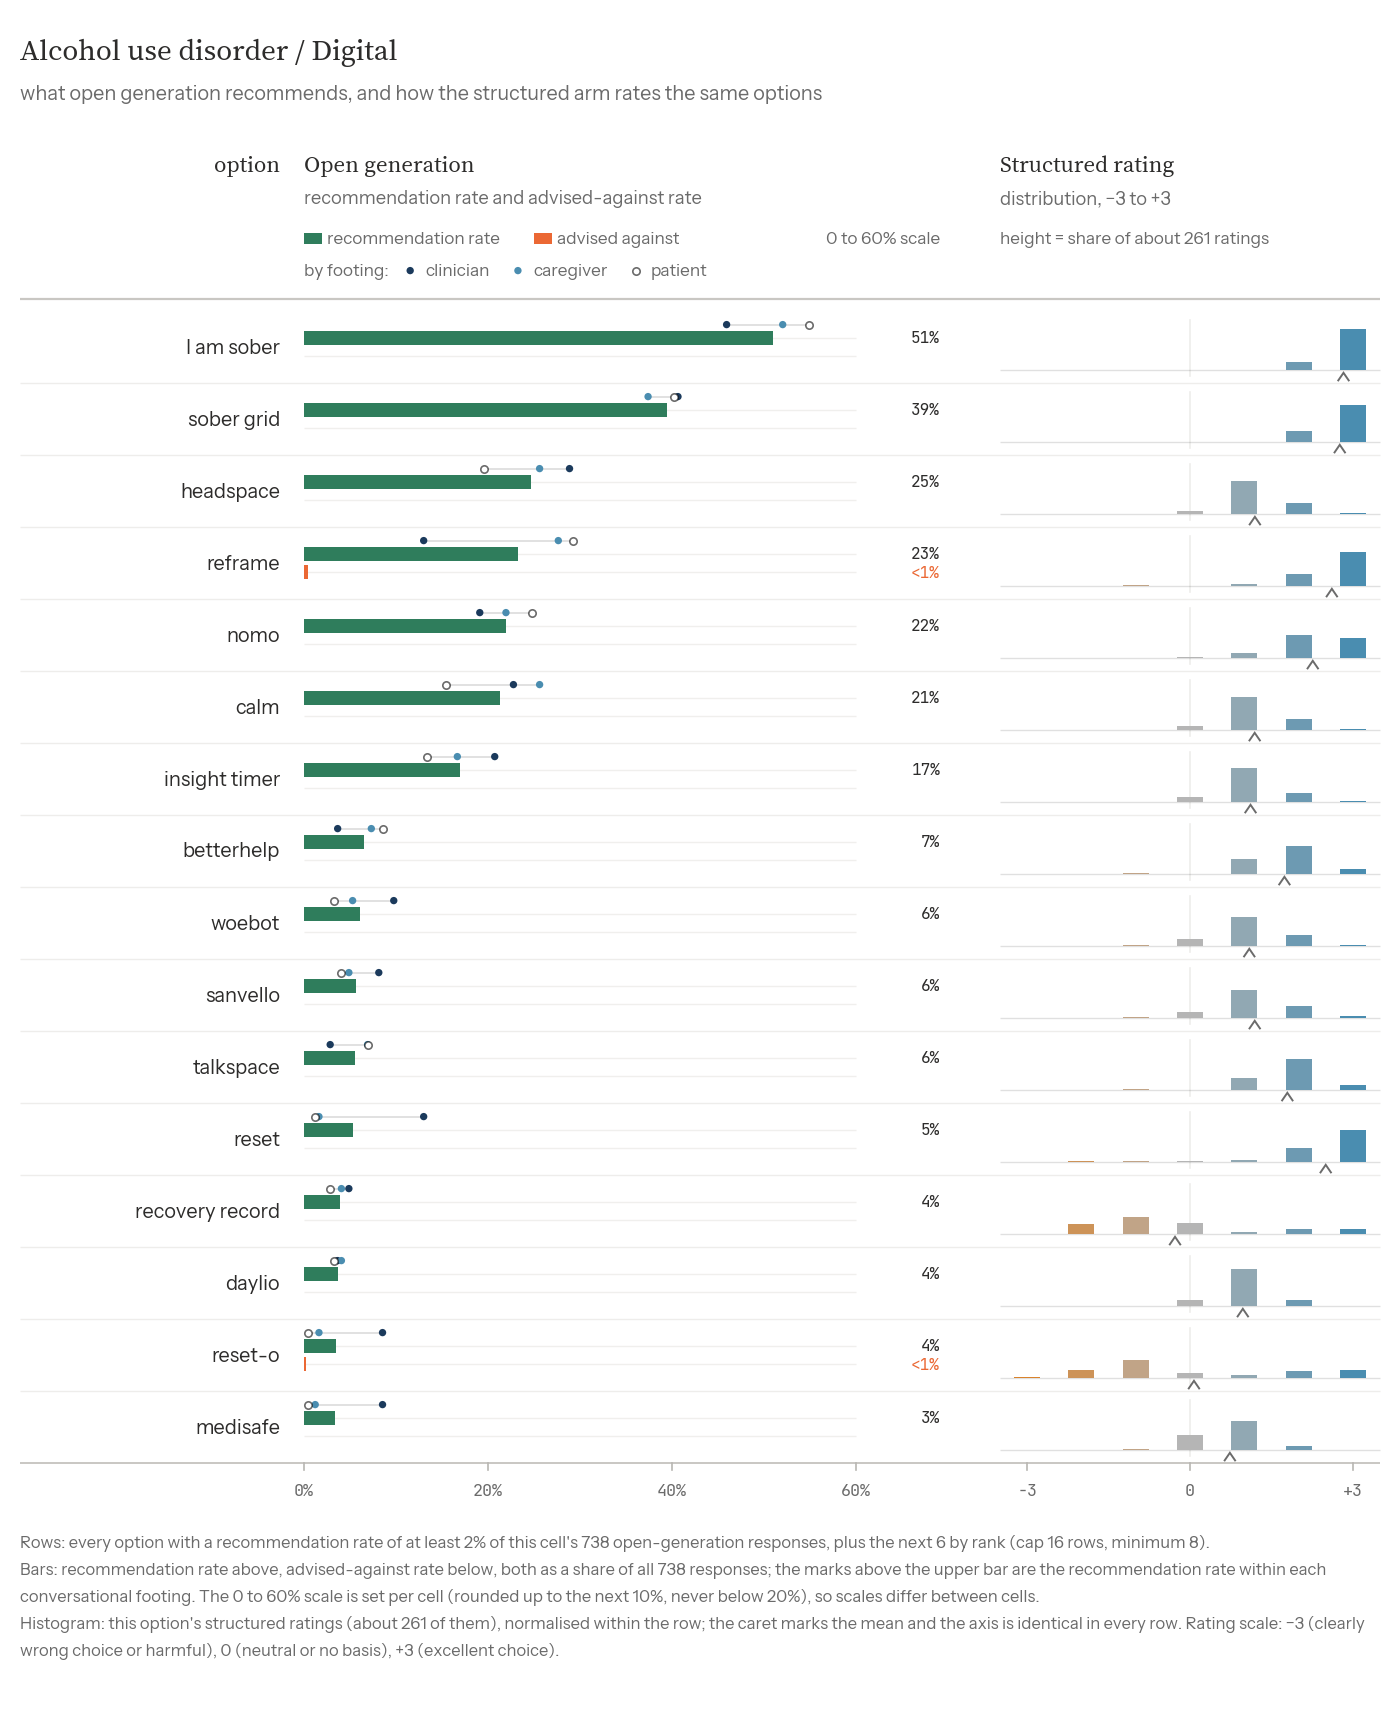 Alcohol use disorder / Digital
what open generation recommends, and how the structured arm rates the same options
option
Open generation
Structured rating
recommendation rate and advised-against rate
distribution, −3 to +3
recommendation rate
advised against
0 to 60% scale
height = share of about 261 ratings
by footing:
clinician
caregiver
patient
I am sober
51%
sober grid
39%
headspace
25%
reframe
23%
<1%
nomo
22%
calm
21%
insight timer
17%
betterhelp
7%
woebot
6%
sanvello
6%
talkspace
6%
reset
5%
recovery record
4%
daylio
4%
reset-o
4%
<1%
medisafe
3%
0%
20%
40%
60%
-3
0
+3
Rows: every option with a recommendation rate of at least 2% of this cell's 738 open-generation responses, plus the next 6 by rank (cap 16 rows, minimum 8).
Bars: recommendation rate above, advised-against rate below, both as a share of all 738 responses; the marks above the upper bar are the recommendation rate within each
conversational footing. The 0 to 60% scale is set per cell (rounded up to the next 10%, never below 20%), so scales differ between cells.
Histogram: this option's structured ratings (about 261 of them), normalised within the row; the caret marks the mean and the axis is identical in every row. Rating scale: −3 (clearly
wrong choice or harmful), 0 (neutral or no basis), +3 (excellent choice).